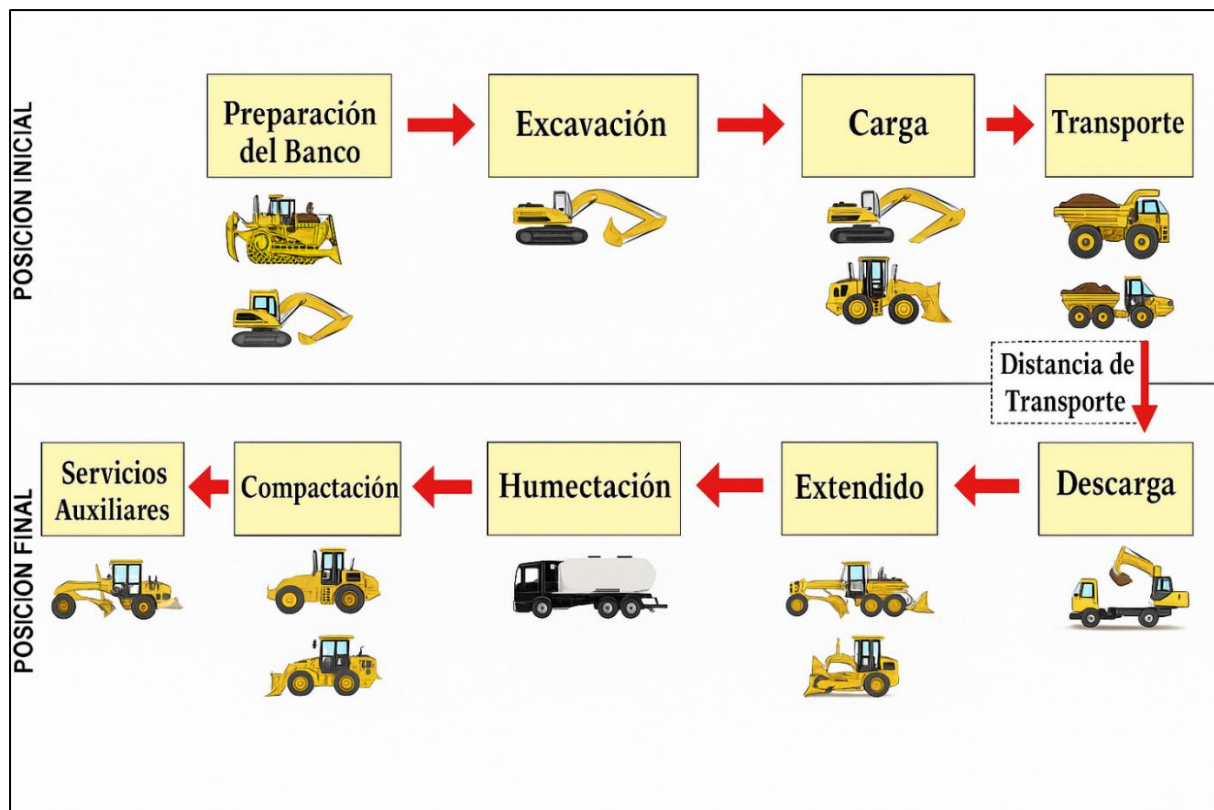 POSICION INICIAL
Preparación
del Banco
Excavación
Carga
Transporte
Distancia de
Transporte
POSICION FINAL
Servicios
Auxiliares
Compactación
Humectación
Extendido
Descarga